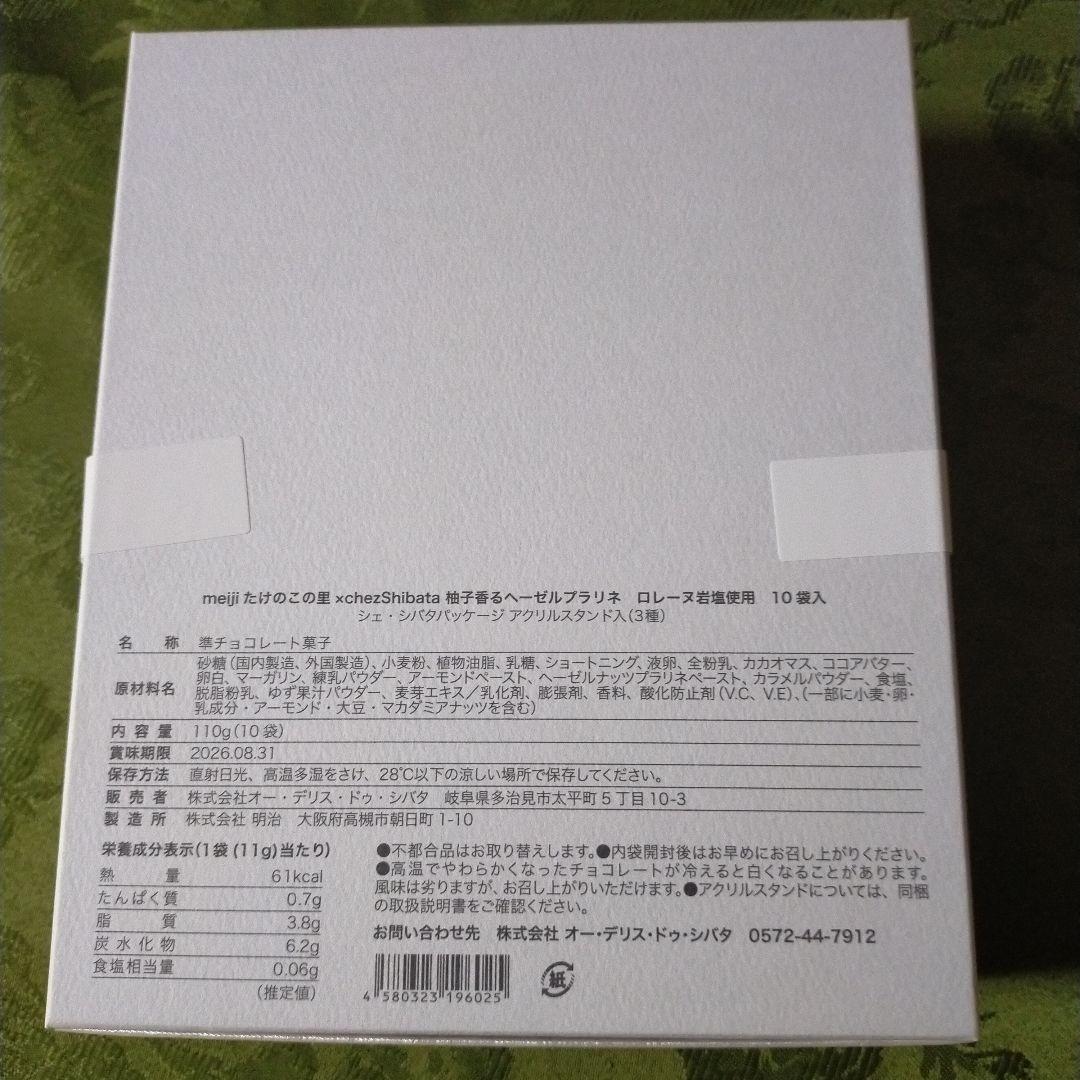 meiji たけのこの里 ×chezShibata 柚子香るヘーゼルプラリネ　ロレーヌ岩塩使用　10袋入
シェ・シバタパッケージ アクリルスタンド入(3種)
名　称　準チョコレート菓子
原材料名　砂糖(国内製造、外国製造)、小麦粉、植物油脂、乳糖、ショートニング、液卵、全粉乳、カカオマス、ココアバター、
卵白、マーガリン、練乳パウダー、アーモンドペースト、ヘーゼルナッツプラリネペースト、カラメルパウダー、食塩、
脱脂粉乳、ゆず果汁パウダー、麦芽エキス／乳化剤、膨張剤、香料、酸化防止剤(V.C、V.E)、(一部に小麦・卵・
乳成分・アーモンド・大豆・マカダミアナッツを含む)
内容量　110g(10袋)
賞味期限　2026.08.31
保存方法　直射日光、高温多湿をさけ、28℃以下の涼しい場所で保存してください。
販売者　株式会社オー・デリス・ドゥ・シバタ　岐阜県多治見市太平町5丁目10-3
製造所　株式会社 明治　大阪府高槻市朝日町1-10
栄養成分表示(1袋(11g)当たり)
熱量　61kcal
たんぱく質　0.7g
脂質　3.8g
炭水化物　6.2g
食塩相当量　0.06g
(推定値)
●不都合品はお取り替えします。●内袋開封後はお早めにお召し上がりください。
●高温でやわらかくなったチョコレートが冷えると白くなることがあります。
風味は劣りますが、お召し上がりいただけます。●アクリルスタンドについては、同梱
の取扱説明書をご確認ください。
お問い合わせ先　株式会社 オー・デリス・ドゥ・シバタ　0572-44-7912
4 580323 196025
紙